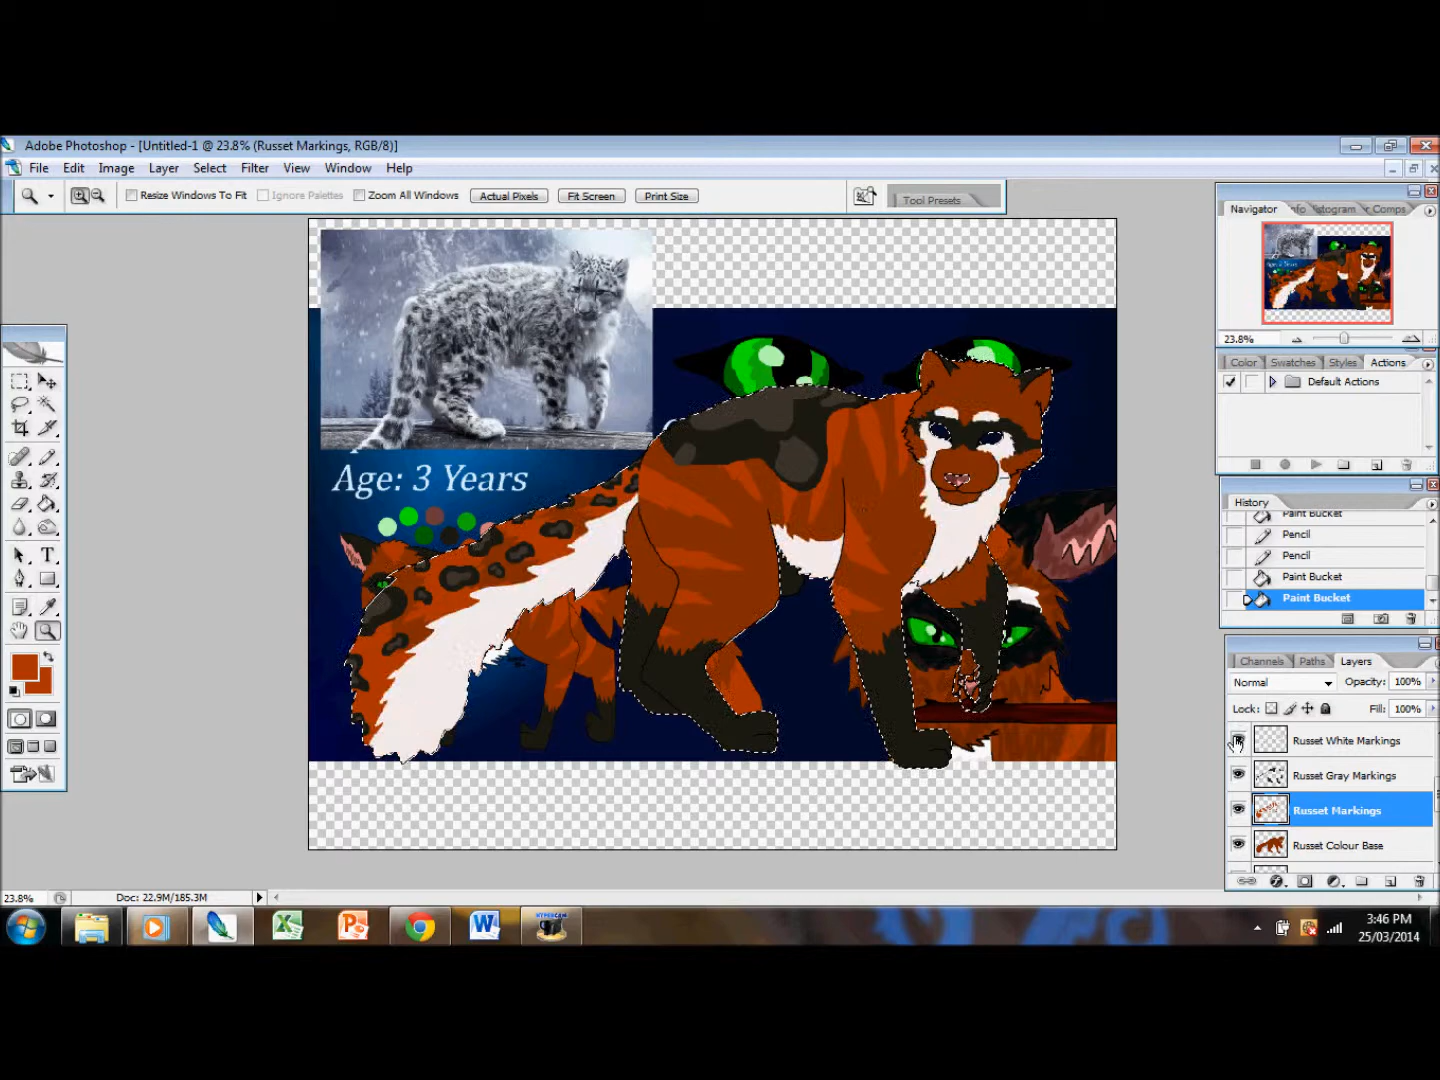 Adobe Photoshop - [Untitled-1 @ 23.8% (Russet Markings, RGB/8)]
File Edit Image Layer Select Filter View Window Help
Resize Windows To Fit Ignore Palettes Zoom All Windows Actual Pixels Fit Screen Print Size Tool Presets
Navigator Comps
23.8%
Color Swatches Styles Actions
Default Actions
History
Paint Bucket
Pencil
Pencil
Paint Bucket
Paint Bucket
Channels Paths Layers
Normal Opacity: 100%
Lock: Fill: 100%
Russet White Markings
Russet Gray Markings
Russet Markings
Russet Colour Base
Age: 3 Years
23.8% Doc: 22.9M/185.3M
HYPERCAM
3:46 PM
25/03/2014